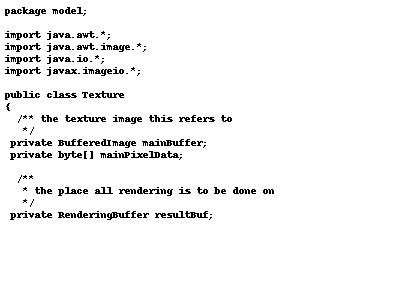 package model;

import java.awt.*;
import java.awt.image.*;
import java.io.*;
import javax.imageio.*;

public class Texture
{
  /** the texture image this refers to
   */
 private BufferedImage mainBuffer;
 private byte[] mainPixelData;

  /**
   * the place all rendering is to be done on
   */
 private RenderingBuffer resultBuf;